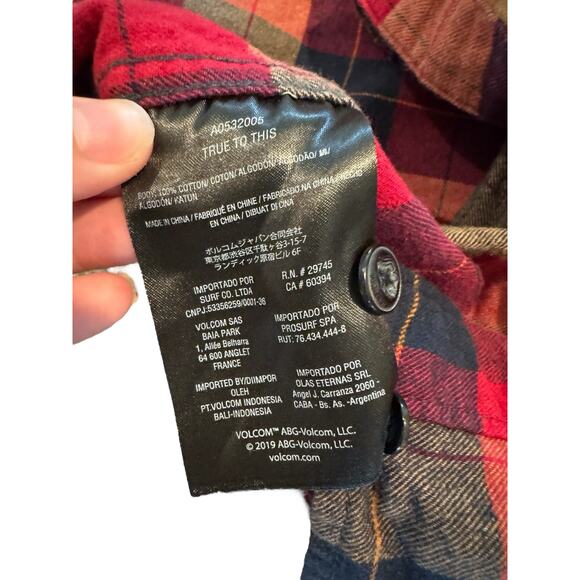 A0532005
TRUE TO THIS
BODY: 100% COTTON/ COTON/ ALGODÓN/ ALGODÃO/
ALGODÓN/ KATON
MADE IN CHINA / FABRIQUÉ EN CHINE / FABRICADO NA CHINA / HECHO
EN CHINA / DIBUAT DI CINA
ボルコムジャパン合同会社
東京都渋谷区千駄ヶ谷3-15-7
ランディック原宿ビル 6F
IMPORTADO POR
SURF CO. LTDA
CNPJ:53356259/0001-36
VOLCOM SAS
BAIA PARK
1, Allée Belharra
64 600 ANGLET
FRANCE
IMPORTED BY/DIIMPOR
OLEH
PT.VOLCOM INDONESIA
BALI-INDONESIA
R.N. # 29745
CA # 60394
IMPORTADO POR
PROSURF SPA
RUT: 76.434.444-8
IMPORTADO POR
OLAS ETERNAS SRL
Angel J. Carranza 2060 -
CABA- Bs. As. -Argentina
VOLCOM™ ABG-Volcom, LLC.
© 2019 ABG-Volcom, LLC.
volcom.com